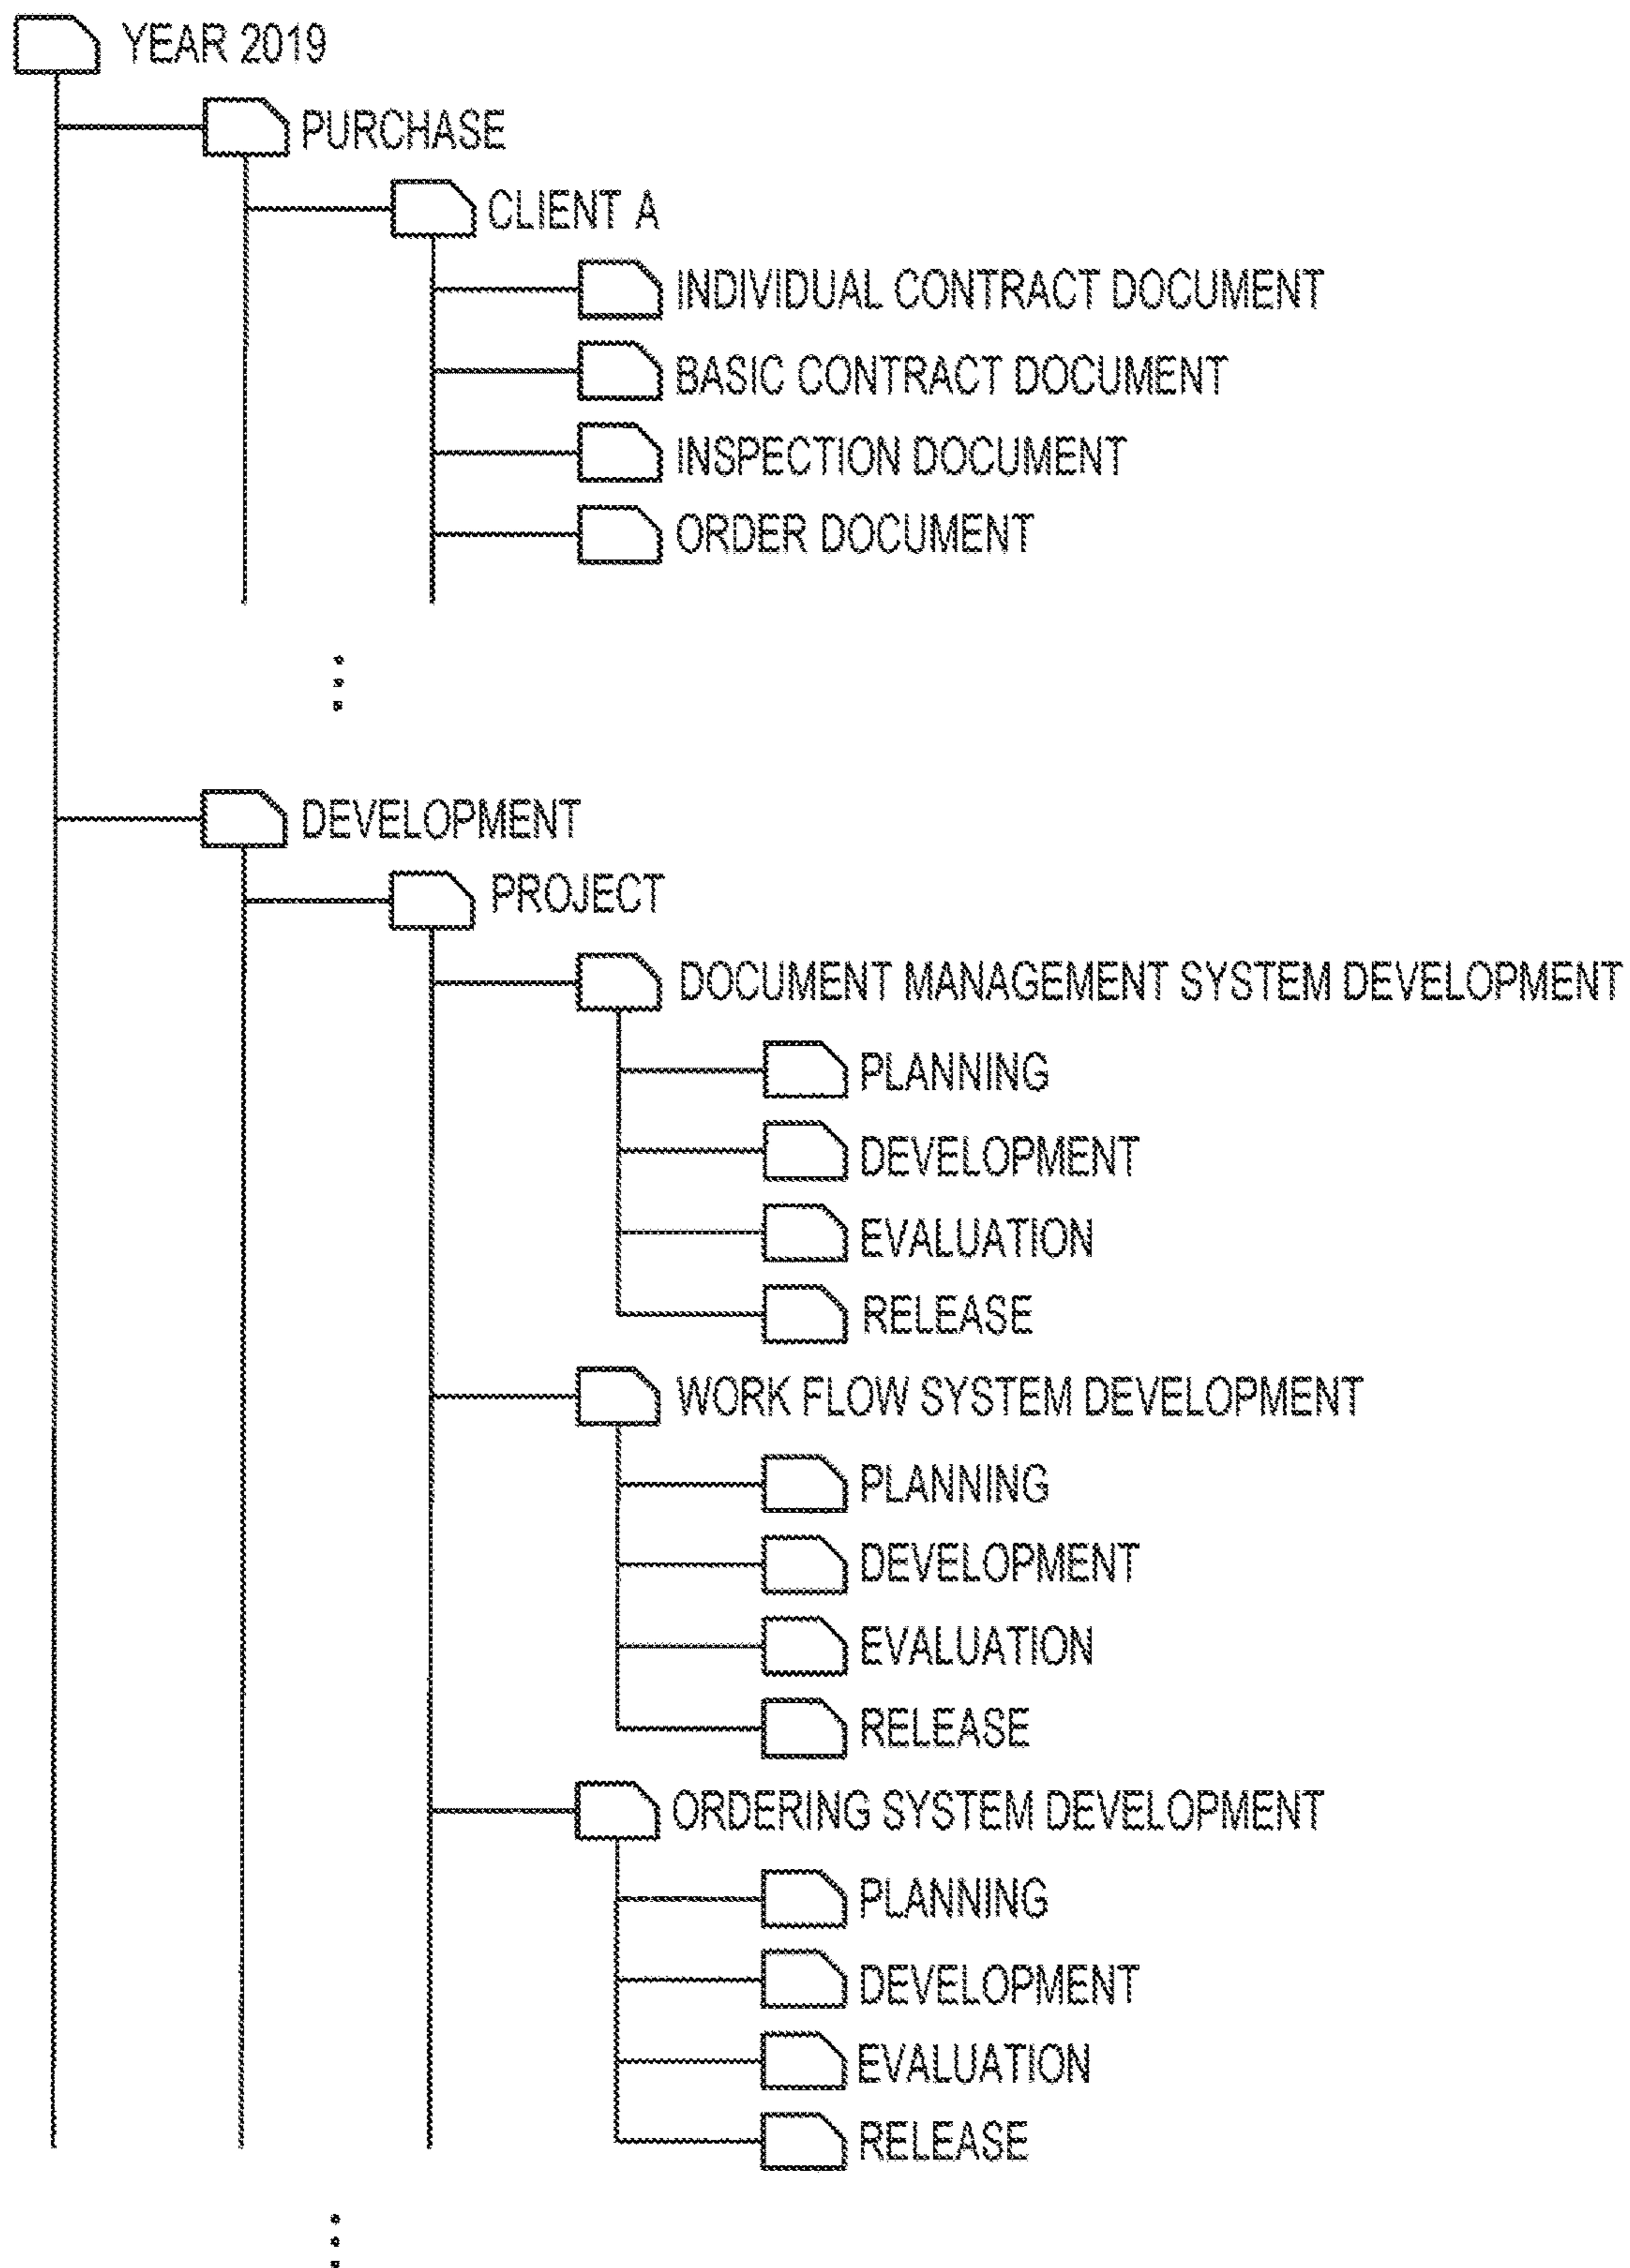 YEAR 2019
PURCHASE
CLIENT A
INDIVIDUAL CONTRACT DOCUMENT
BASIC CONTRACT DOCUMENT
INSPECTION DOCUMENT
ORDER DOCUMENT
DEVELOPMENT
PROJECT
DOCUMENT MANAGEMENT SYSTEM DEVELOPMENT
PLANNING
DEVELOPMENT
EVALUATION
RELEASE
WORK FLOW SYSTEM DEVELOPMENT
PLANNING
DEVELOPMENT
EVALUATION
RELEASE
ORDERING SYSTEM DEVELOPMENT
PLANNING
DEVELOPMENT
EVALUATION
RELEASE